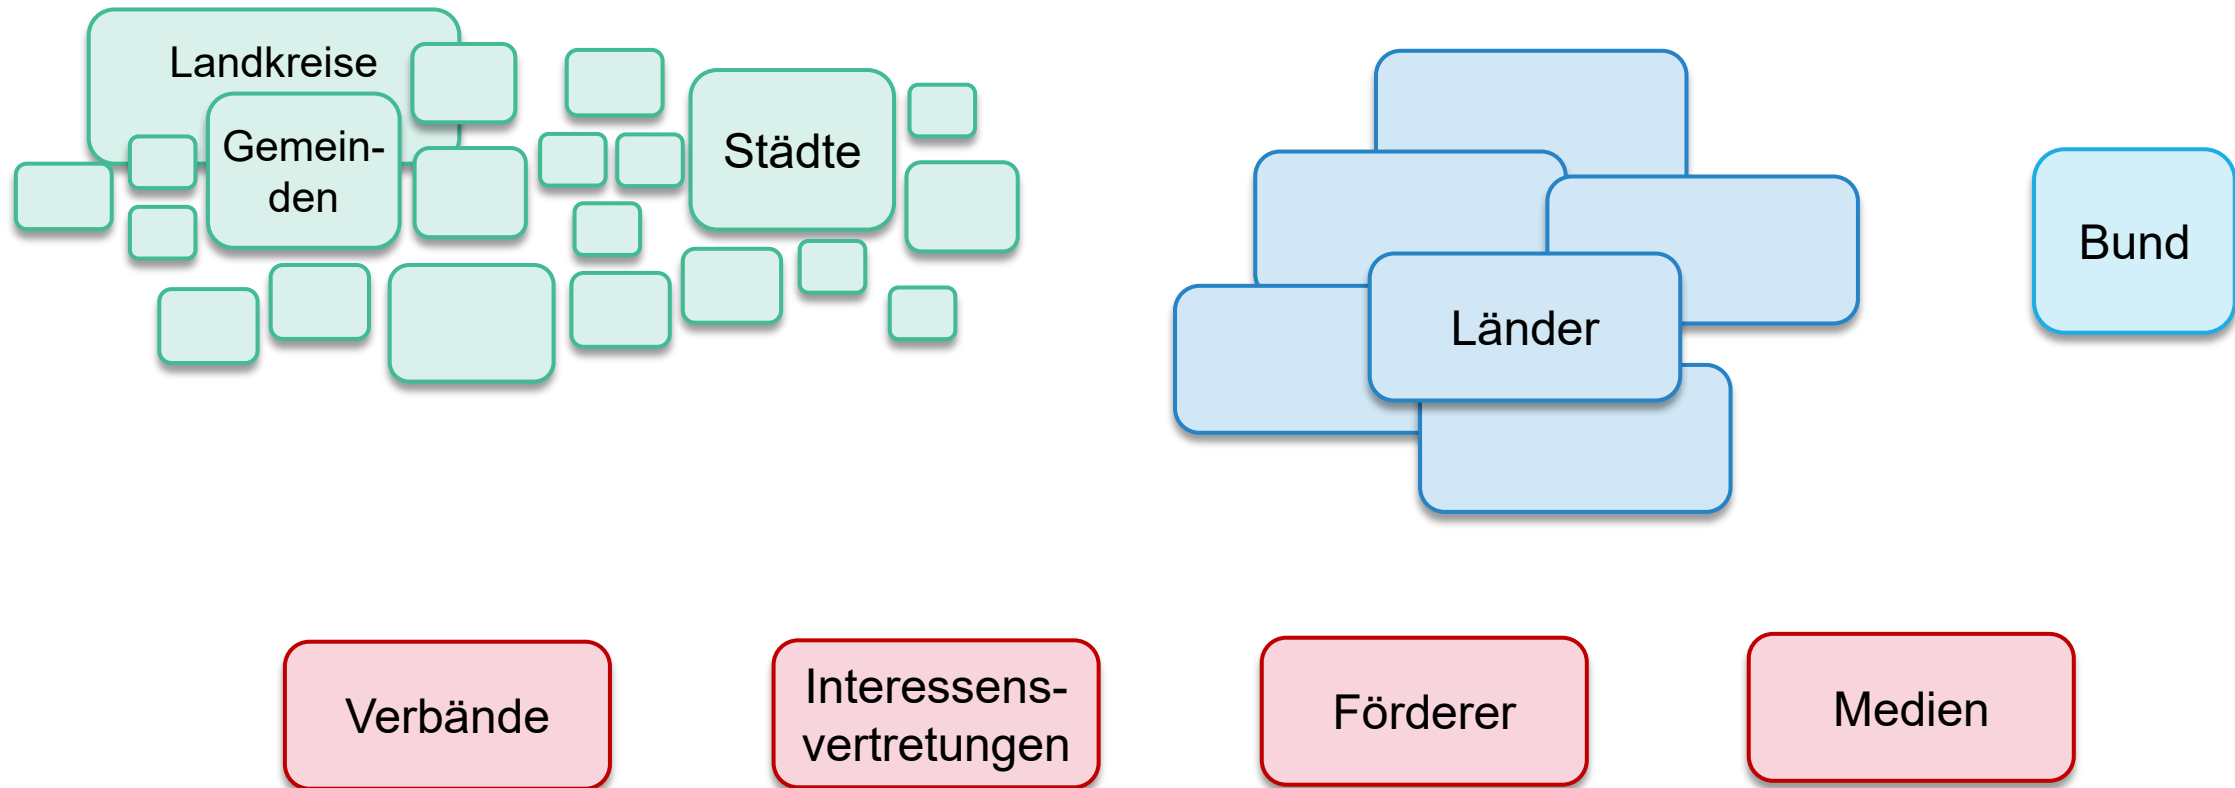 Landkreise
Gemein-
den
Städte
Länder
Bund
Verbände
Interessens-
vertretungen
Förderer
Medien